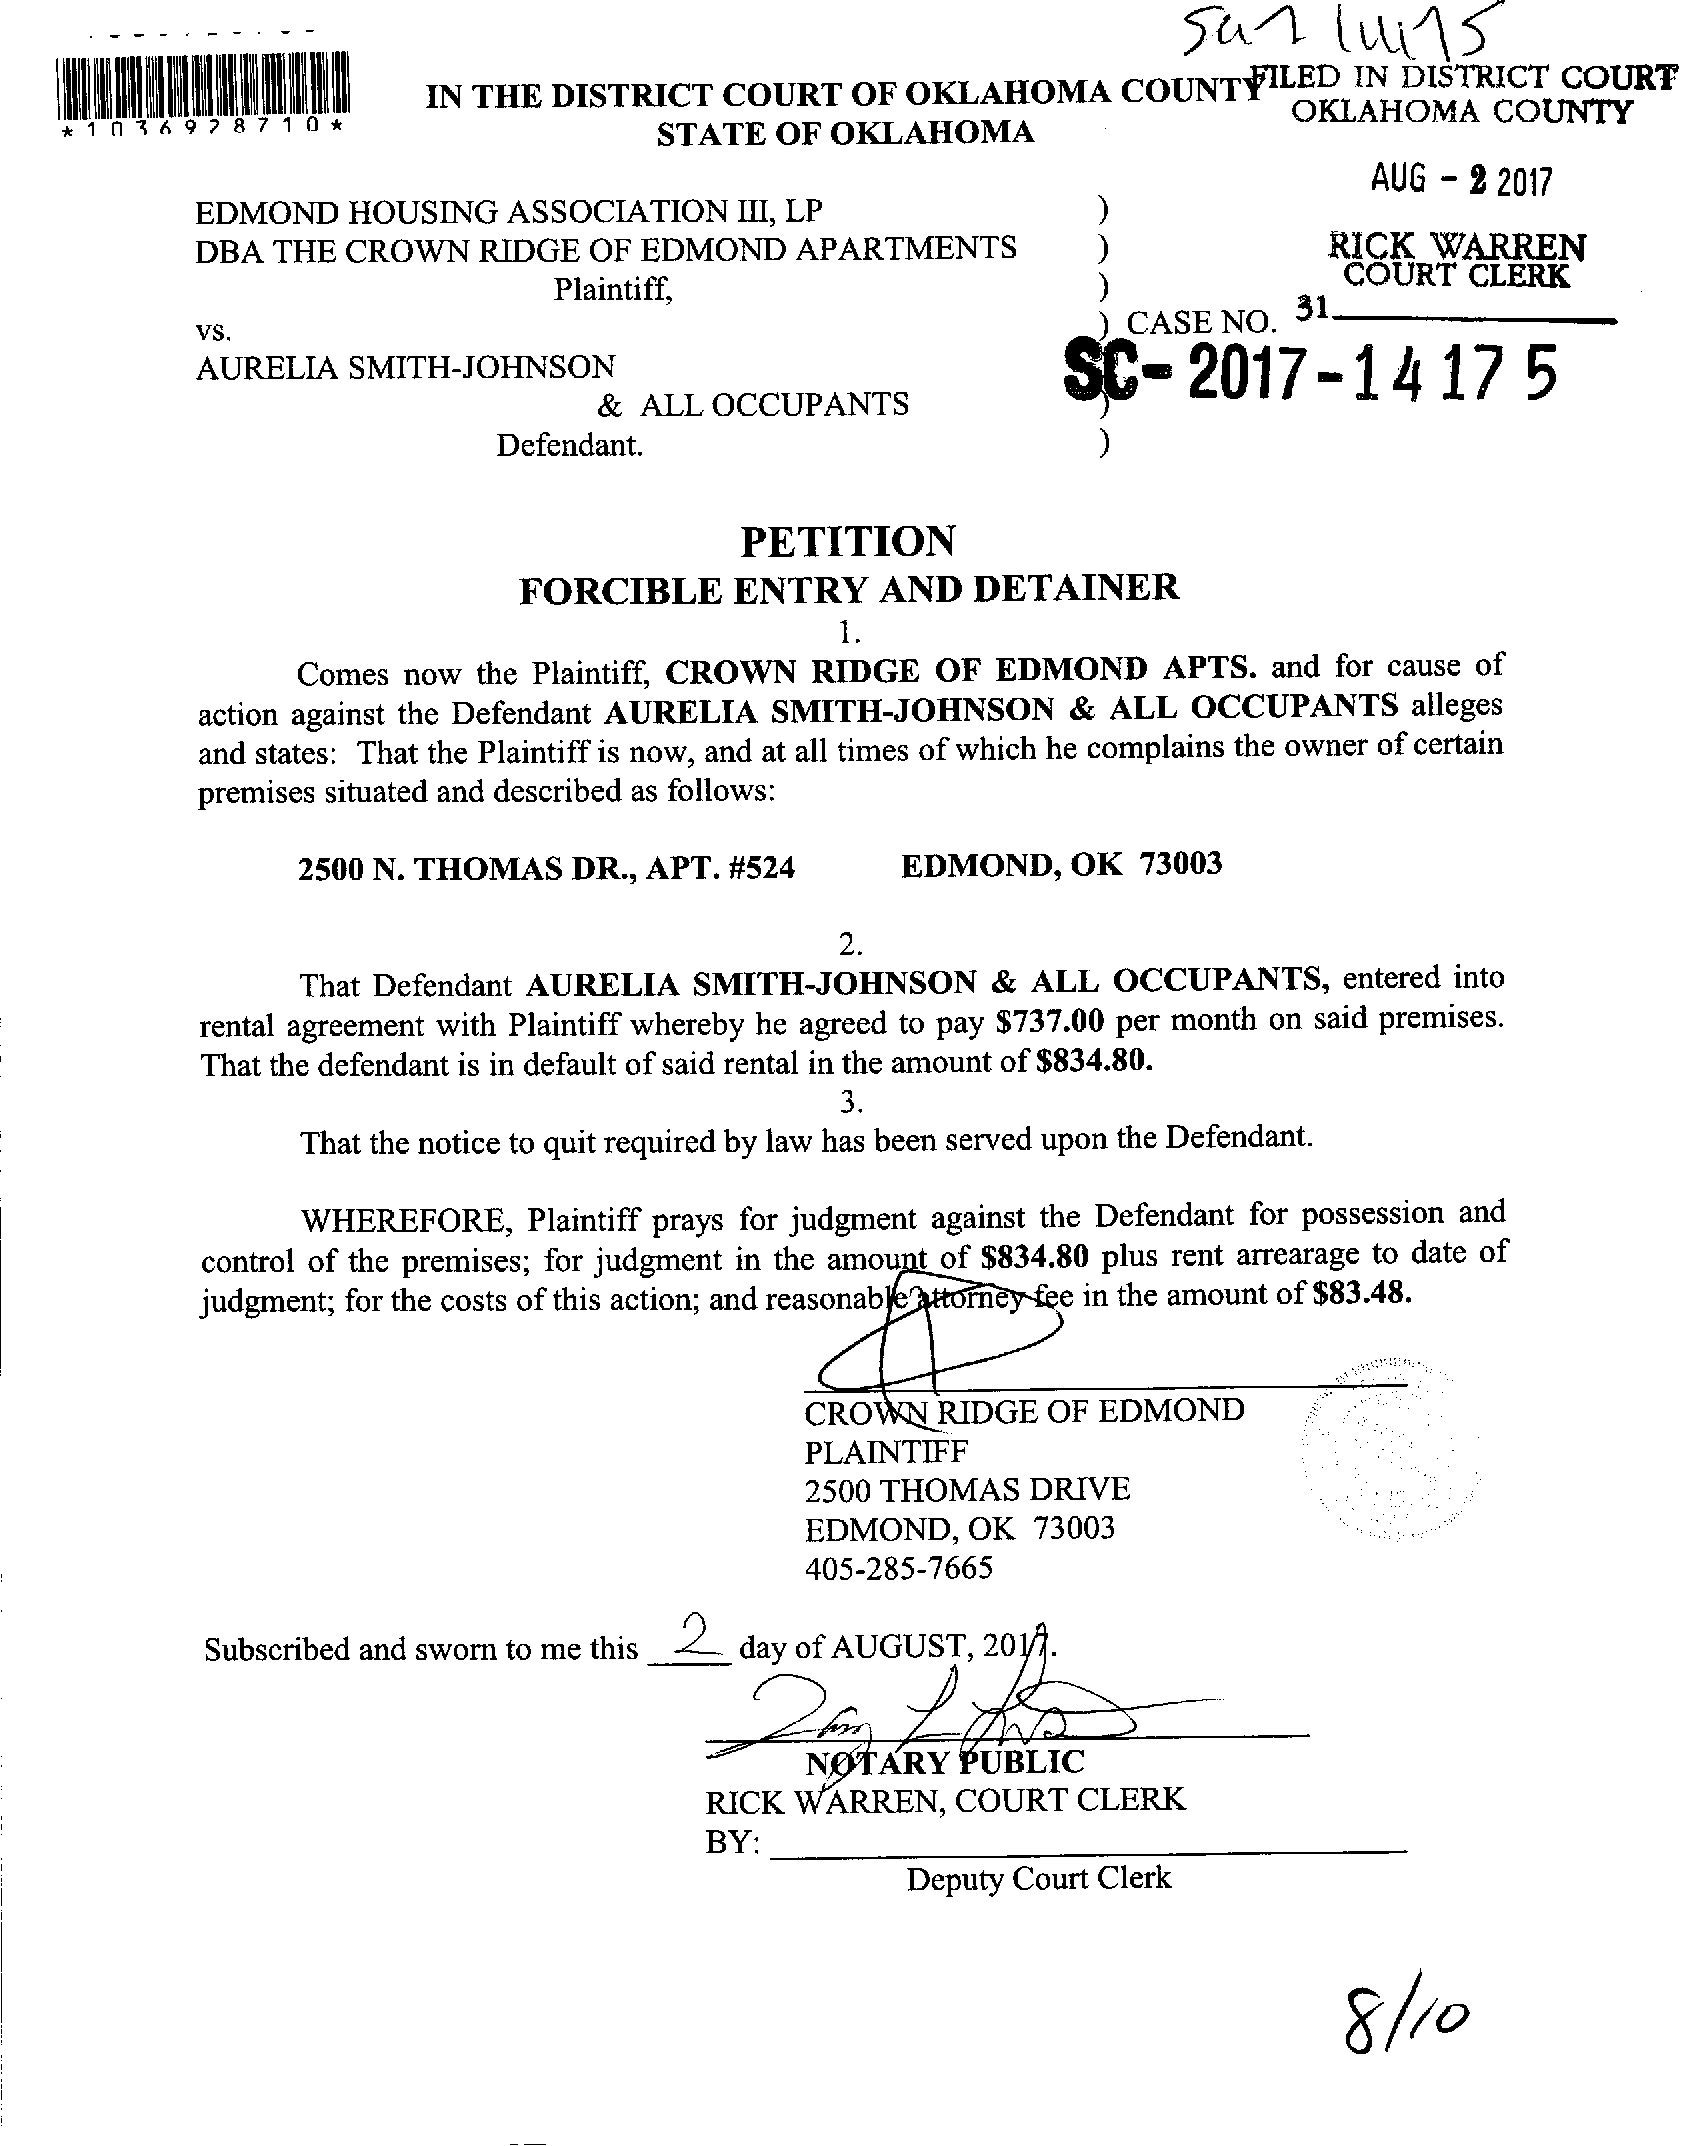 *1036928710*
IN THE DISTRICT COURT OF OKLAHOMA COUNTY
STATE OF OKLAHOMA
FILED IN DISTRICT COURT
OKLAHOMA COUNTY
AUG - 2 2017
RICK WARREN
COURT CLERK
31
EDMOND HOUSING ASSOCIATION III, LP )
DBA THE CROWN RIDGE OF EDMOND APARTMENTS )
Plaintiff, )
vs. ) CASE NO.
SC-2017-14175
AURELIA SMITH-JOHNSON
& ALL OCCUPANTS )
Defendant. )
PETITION
FORCIBLE ENTRY AND DETAINER
1.
Comes now the Plaintiff, CROWN RIDGE OF EDMOND APTS. and for cause of
action against the Defendant AURELIA SMITH-JOHNSON & ALL OCCUPANTS alleges
and states: That the Plaintiff is now, and at all times of which he complains the owner of certain
premises situated and described as follows:
2500 N. THOMAS DR., APT. #524 EDMOND, OK 73003
2.
That Defendant AURELIA SMITH-JOHNSON & ALL OCCUPANTS, entered into
rental agreement with Plaintiff whereby he agreed to pay $737.00 per month on said premises.
That the defendant is in default of said rental in the amount of $834.80.
3.
That the notice to quit required by law has been served upon the Defendant.
WHEREFORE, Plaintiff prays for judgment against the Defendant for possession and
control of the premises; for judgment in the amount of $834.80 plus rent arrearage to date of
judgment; for the costs of this action; and reasonable attorney fee in the amount of $83.48.
CROWN RIDGE OF EDMOND
PLAINTIFF
2500 THOMAS DRIVE
EDMOND, OK 73003
405-285-7665
Subscribed and sworn to me this 2 day of AUGUST, 2017.
NOTARY PUBLIC
RICK WARREN, COURT CLERK
BY:
Deputy Court Clerk
8/10